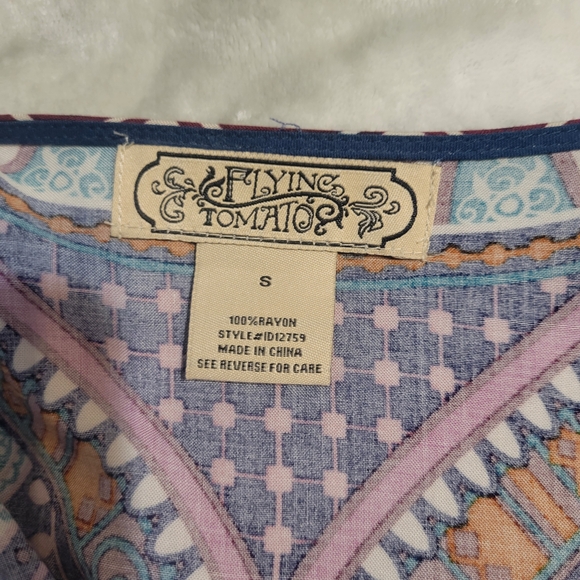 FLYING
TOMATO
S
100%RAYON
STYLE#ID12759
MADE IN CHINA
SEE REVERSE FOR CARE